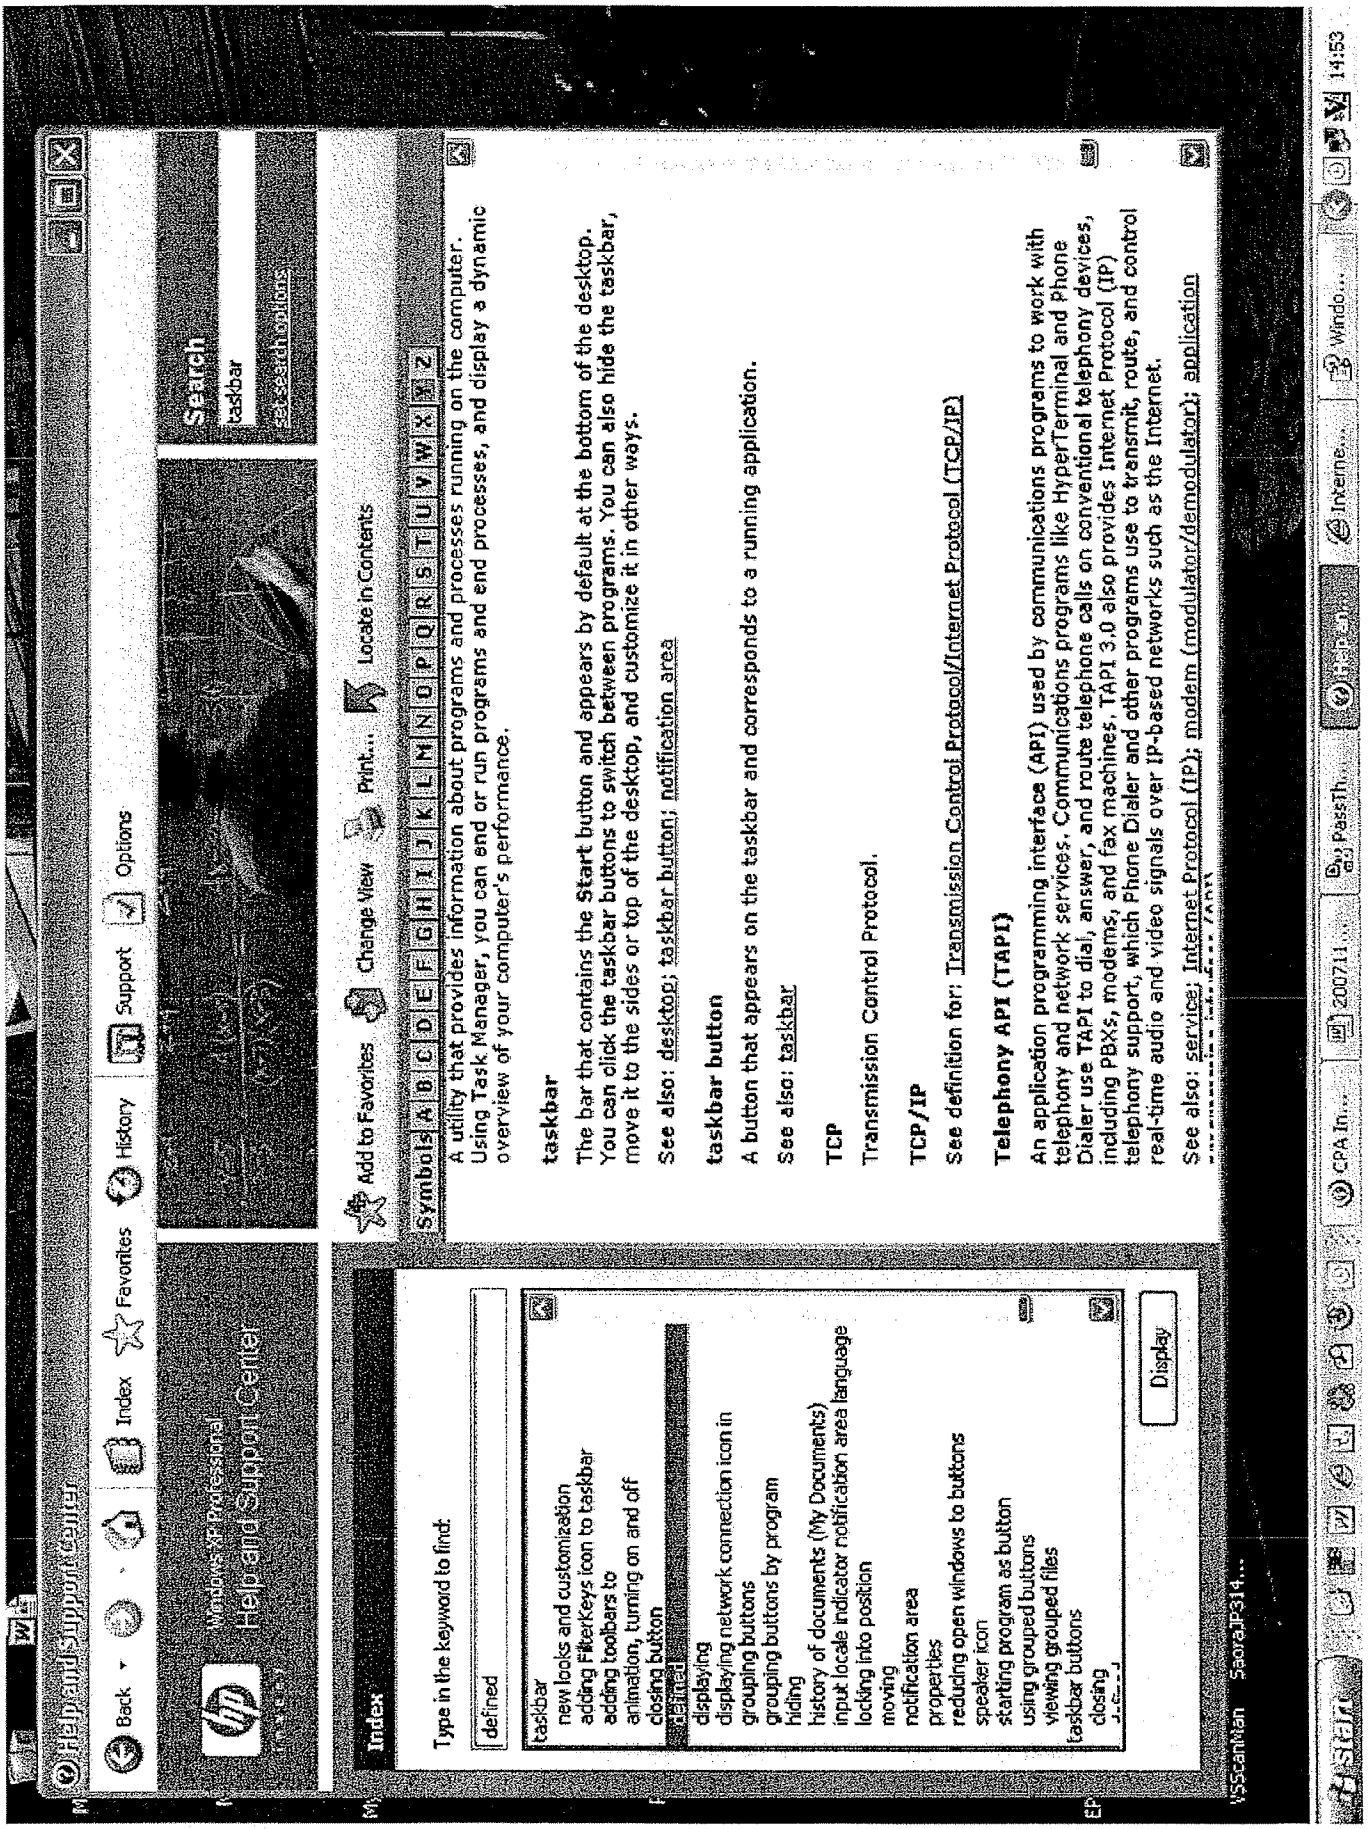 Help and Support Center
Back
Index
Favorites
History
Support
Options
Windows XP Professional
Help and Support Center
hp
invent
Search
taskbar
set search options
Index
Type in the keyword to find:
defined
taskbar
new looks and customization
adding FilterKeys icon to taskbar
adding toolbars to
animation, turning on and off
closing button
defined
displaying
displaying network connection icon in
grouping buttons
grouping buttons by program
hiding
history of documents (My Documents)
input locale indicator notification area language
locking into position
moving
notification area
properties
reducing open windows to buttons
speaker icon
starting program as button
using grouped buttons
viewing grouped files
taskbar buttons
closing
defined
Display
Add to Favorites
Change View
Print...
Locate in Contents
Symbols A B C D E F G H I J K L M N O P Q R S T U V W X Y Z
A utility that provides information about programs and processes running on the computer.
Using Task Manager, you can end or run programs and end processes, and display a dynamic
overview of your computer's performance.
taskbar
The bar that contains the Start button and appears by default at the bottom of the desktop.
You can click the taskbar buttons to switch between programs. You can also hide the taskbar,
move it to the sides or top of the desktop, and customize it in other ways.
See also: desktop; taskbar button; notification area
taskbar button
A button that appears on the taskbar and corresponds to a running application.
See also: taskbar
TCP
Transmission Control Protocol.
TCP/IP
See definition for: Transmission Control Protocol/Internet Protocol (TCP/IP)
Telephony API (TAPI)
An application programming interface (API) used by communications programs to work with
telephony and network services. Communications programs like HyperTerminal and Phone
Dialer use TAPI to dial, answer, and route telephone calls on conventional telephony devices,
including PBXs, modems, and fax machines. TAPI 3.0 also provides Internet Protocol (IP)
telephony support, which Phone Dialer and other programs use to transmit, route, and control
real-time audio and video signals over IP-based networks such as the Internet.
See also: service; Internet Protocol (IP); modem (modulator/demodulator); application
EP
VSScanMan
SaoraJP314...
start
CPA In...
200711...
PassTh...
Help an...
Interne...
Windo...
14:53